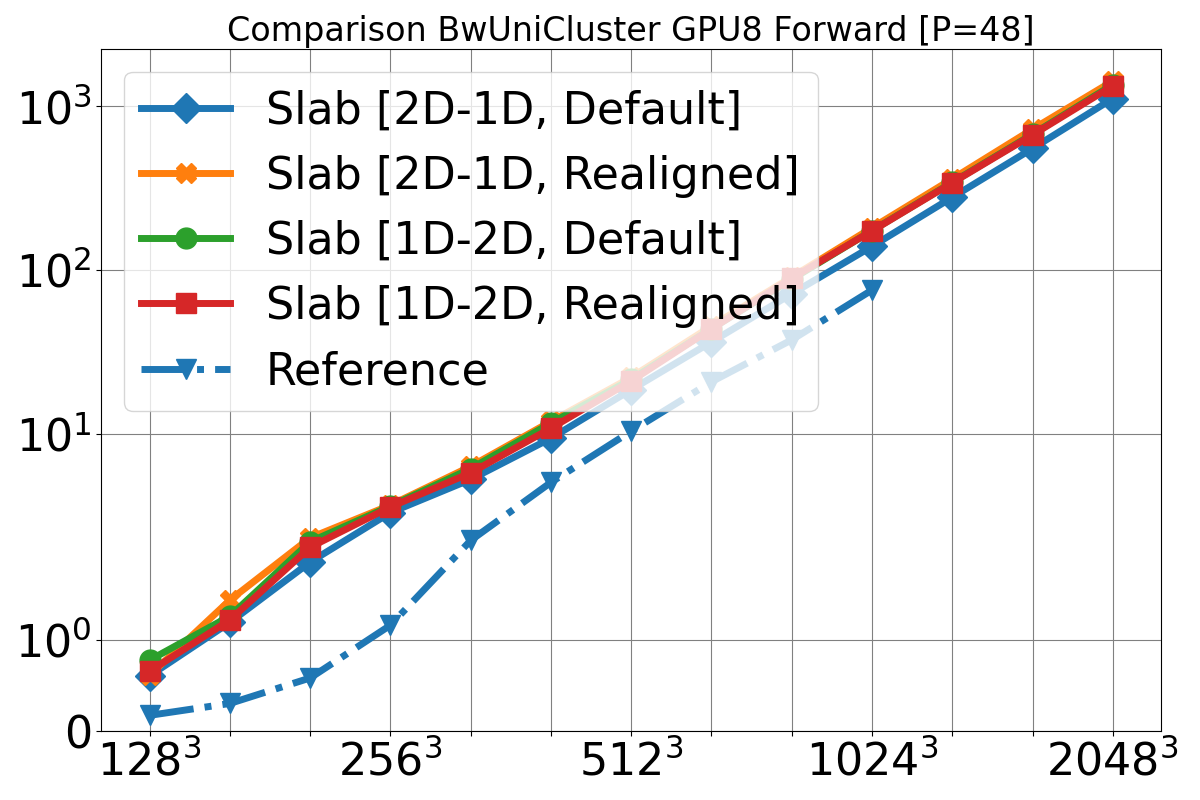 Comparison BwUniCluster GPU8 Forward [P=48]
Slab [2D-1D, Default]
Slab [2D-1D, Realigned]
Slab [1D-2D, Default]
Slab [1D-2D, Realigned]
Reference
10³
10²
10¹
10⁰
0
128³ 256³ 512³ 1024³ 2048³